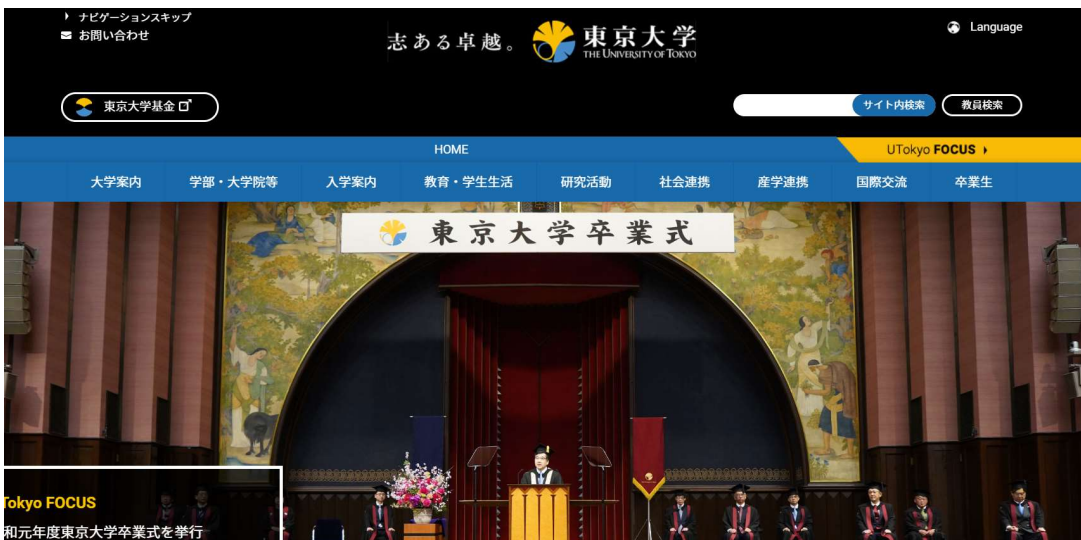 ナビゲーションスキップ
お問い合わせ
志ある卓越。
東京大学
THE UNIVERSITY OF TOKYO
Language
東京大学基金
サイト内検索
教員検索
HOME
UTokyo FOCUS
大学案内 学部・大学院等 入学案内 教育・学生生活 研究活動 社会連携 産学連携 国際交流 卒業生
東京大学卒業式
Tokyo FOCUS
和元年度東京大学卒業式を挙行